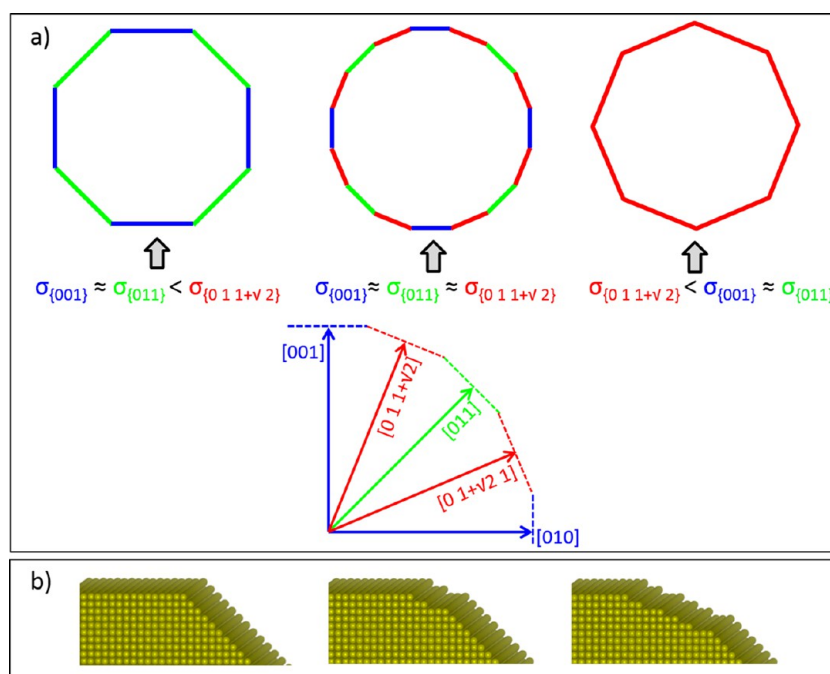 a)
σ{001} ≈ σ{011} < σ{0 1 1+√ 2}
σ{001}≈ σ{011} ≈ σ{0 1 1+√ 2}
σ{0 1 1+√ 2} < σ{001} ≈ σ{011}
[001]
[0 1 1+√2]
[011]
[0 1+√2 1]
[010]
b)